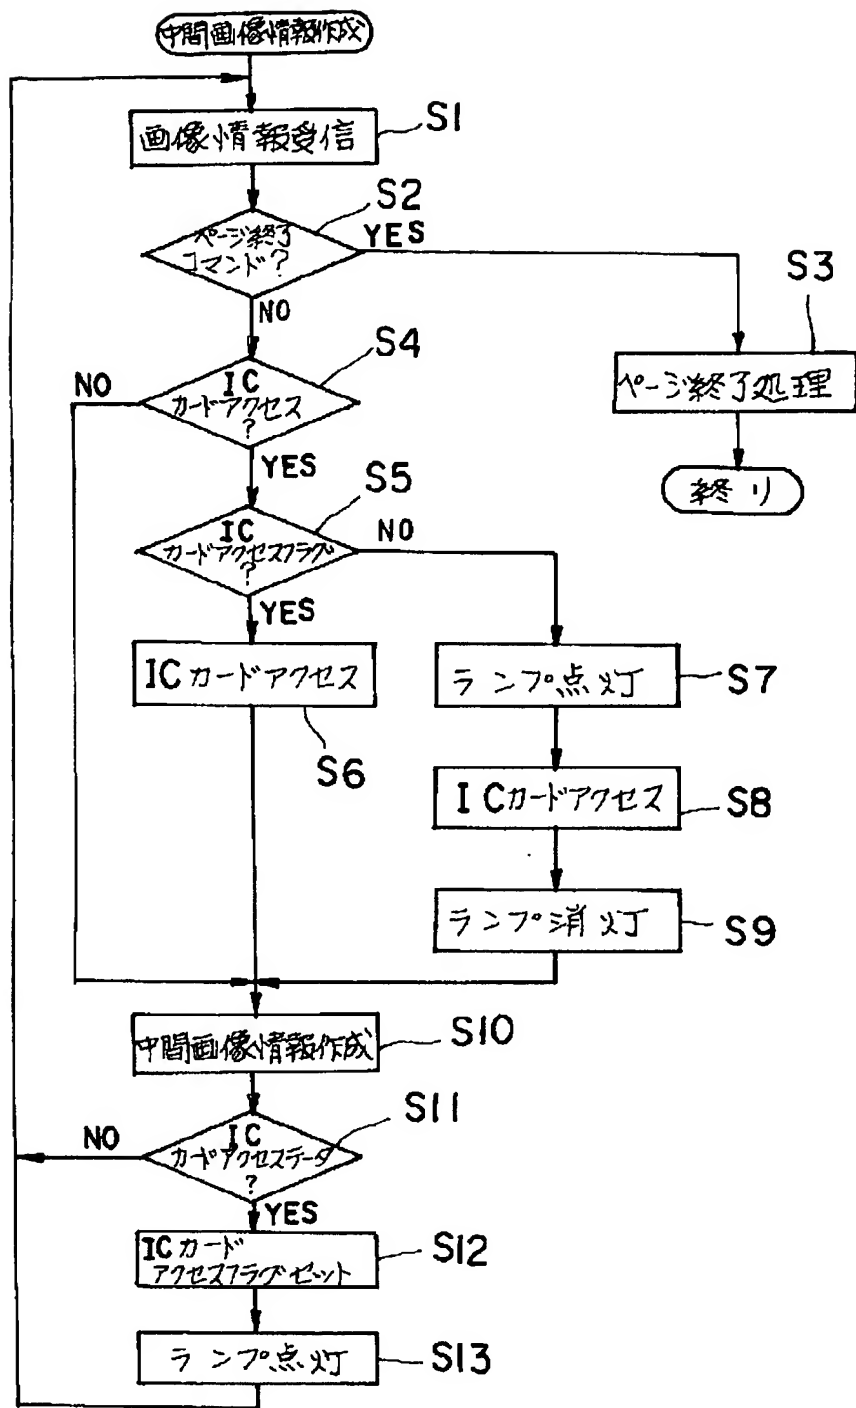 中間画像情報作成
画像情報受信
S1
S2
ページ終了
コマンド?
YES
NO
S3
ページ終了処理
終り
S4
NO
IC
カードアクセス
?
YES
S5
IC
カードアクセスフラグ
?
NO
YES
ICカードアクセス
S6
ランプ点灯
S7
ICカードアクセス
S8
ランプ消灯
S9
中間画像情報作成
S10
S11
NO
IC
カードアクセスデータ
?
YES
ICカード
アクセスフラグセット
S12
ランプ点灯
S13